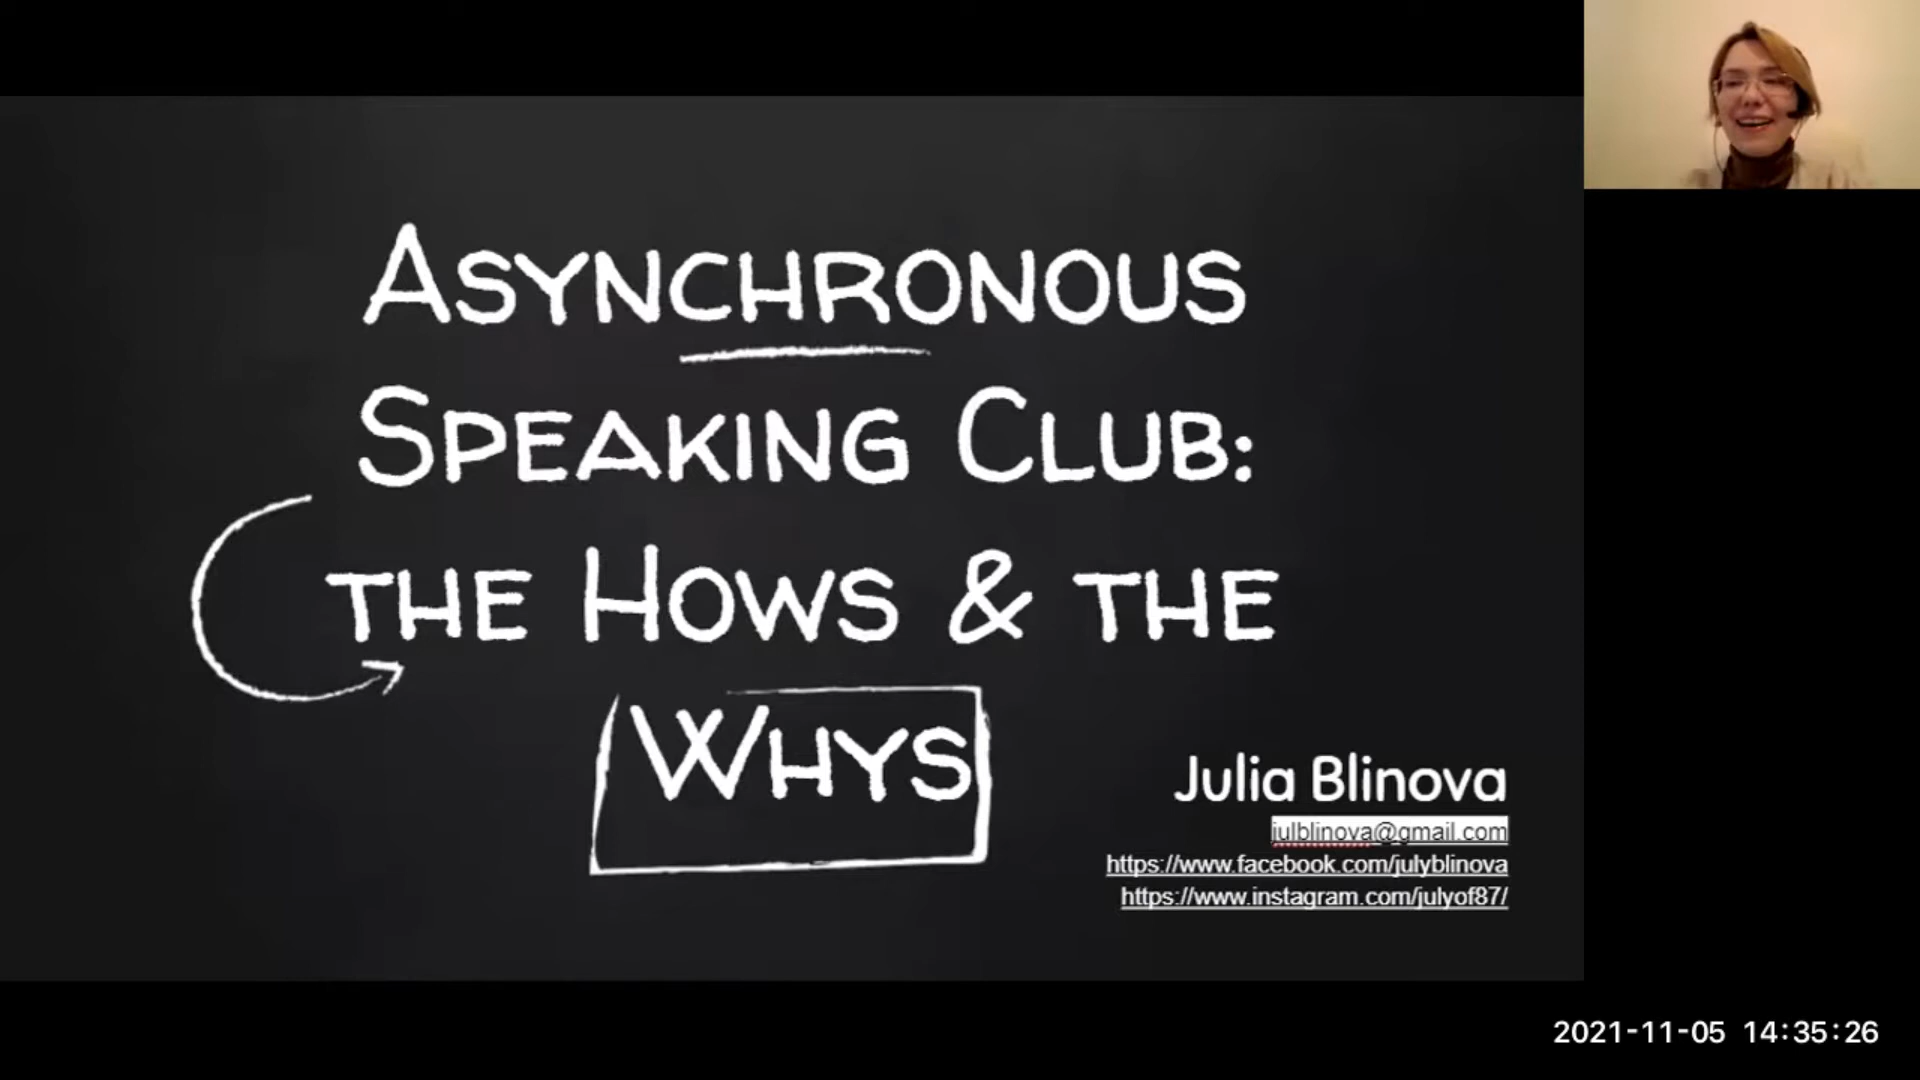 Asynchronous
Speaking Club:
the Hows & the
Whys
Julia Blinova
julblinova@gmail.com
https://www.facebook.com/julyblinova
https://www.instagram.com/julyof87/
2021-11-05 14:35:26